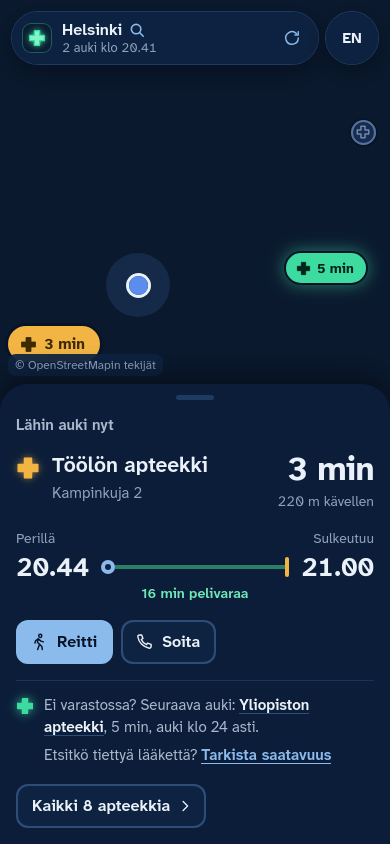 Helsinki
2 auki klo 20.41
EN
5 min
3 min
© OpenStreetMapin tekijät
Lähin auki nyt
Töölön apteekki
3 min
Kampinkuja 2
220 m kävellen
Perillä
Sulkeutuu
20.44
21.00
16 min pelivaraa
Reitti
Soita
Ei varastossa? Seuraava auki: Yliopiston
apteekki, 5 min, auki klo 24 asti.
Etsitkö tiettyä lääkettä? Tarkista saatavuus
Kaikki 8 apteekkia